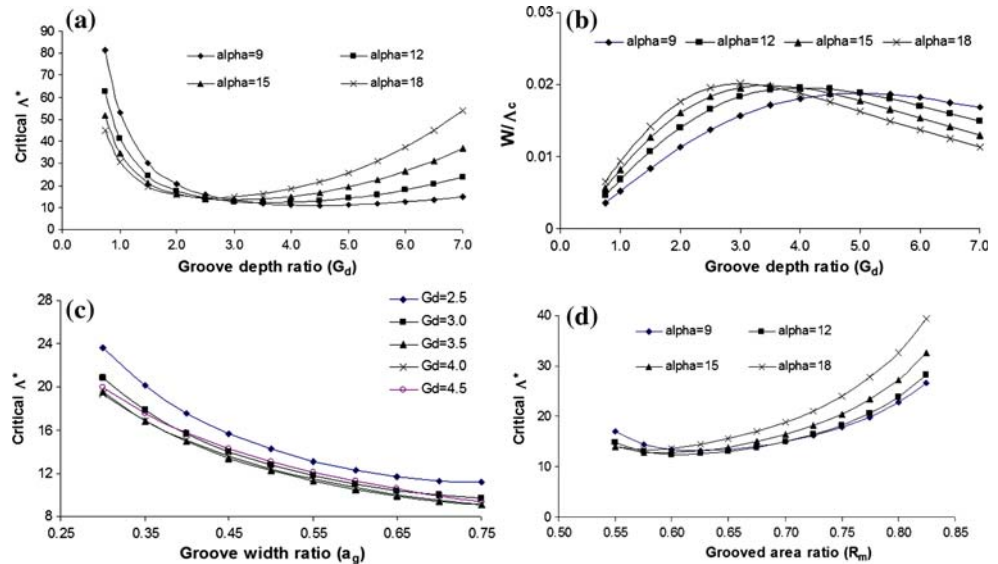 (a)
90
80
70
60
50
40
30
20
10
0
Critical Λ*
alpha=9
alpha=12
alpha=15
alpha=18
0.0 1.0 2.0 3.0 4.0 5.0 6.0 7.0
Groove depth ratio (Gd)
(b)
0.03
0.02
0.01
0.00
W/Λc
alpha=9 alpha=12 alpha=15 alpha=18
0.0 1.0 2.0 3.0 4.0 5.0 6.0 7.0
Groove depth ratio (Gd)
(c)
28
24
20
16
12
8
Critical Λ*
Gd=2.5
Gd=3.0
Gd=3.5
Gd=4.0
Gd=4.5
0.25 0.35 0.45 0.55 0.65 0.75
Groove width ratio (ag)
(d)
40
30
20
10
0
Critical Λ*
alpha=9
alpha=12
alpha=15
alpha=18
0.50 0.55 0.60 0.65 0.70 0.75 0.80 0.85
Grooved area ratio (Rm)